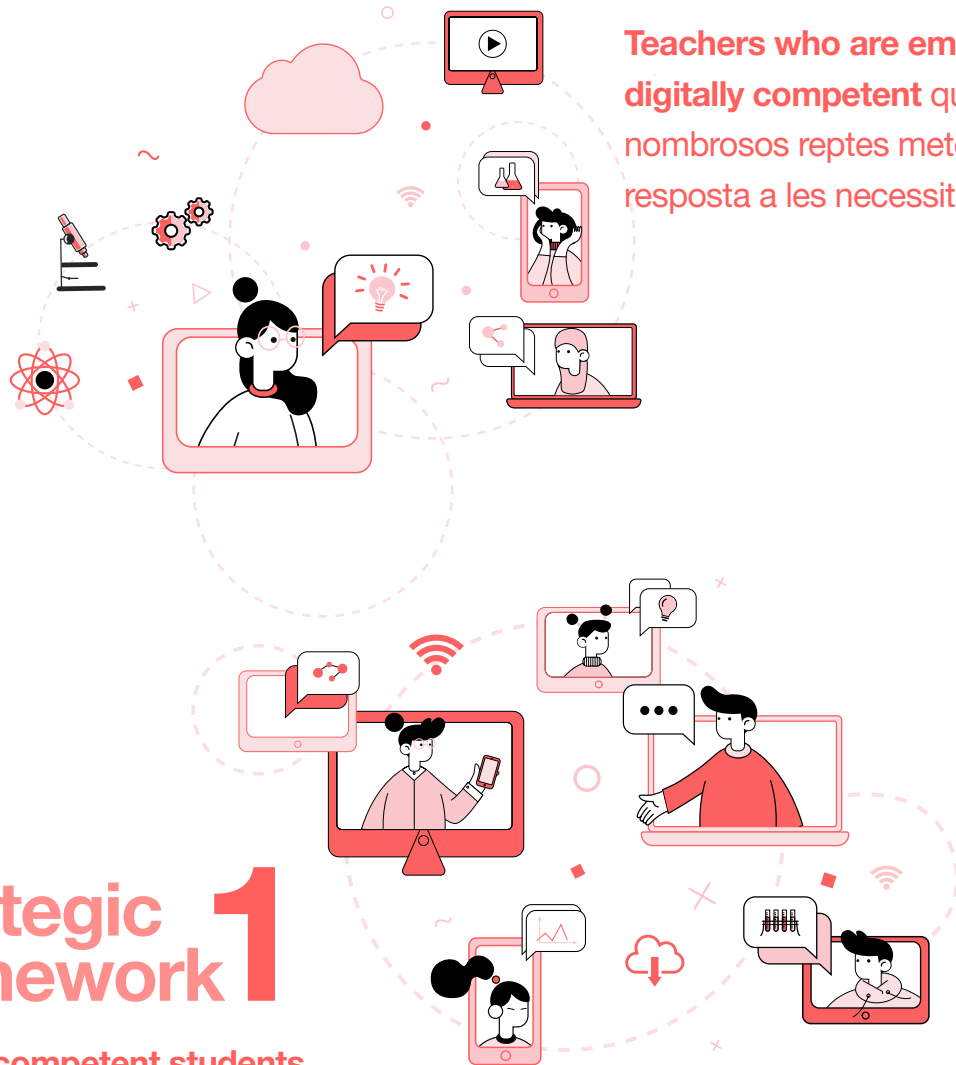 Teachers who are em
digitally competent qu
nombrosos reptes met
resposta a les necessit
tegic
nework 1
competent students